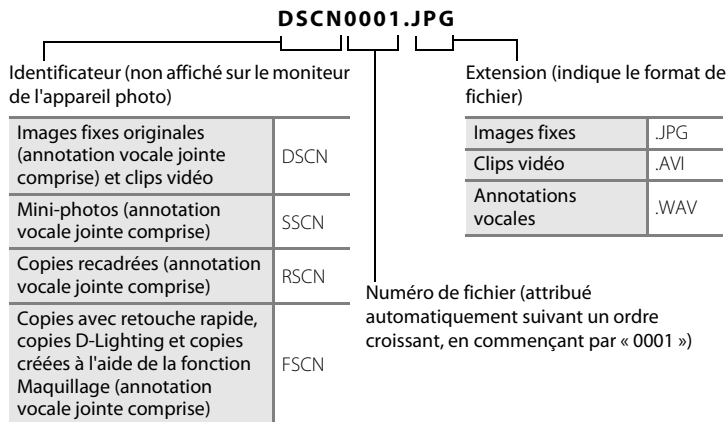 DSCN0001.JPG
Identificateur (non affiché sur le moniteur
de l'appareil photo)
Images fixes originales
(annotation vocale jointe
comprise) et clips vidéo
DSCN
Mini-photos (annotation
vocale jointe comprise)
SSCN
Copies recadrées (annotation
vocale jointe comprise)
RSCN
Copies avec retouche rapide,
copies D-Lighting et copies
créées à l'aide de la fonction
Maquillage (annotation
vocale jointe comprise)
FSCN
Extension (indique le format de
fichier)
Images fixes
.JPG
Clips vidéo
.AVI
Annotations
vocales
.WAV
Numéro de fichier (attribué
automatiquement suivant un ordre
croissant, en commençant par « 0001 »)